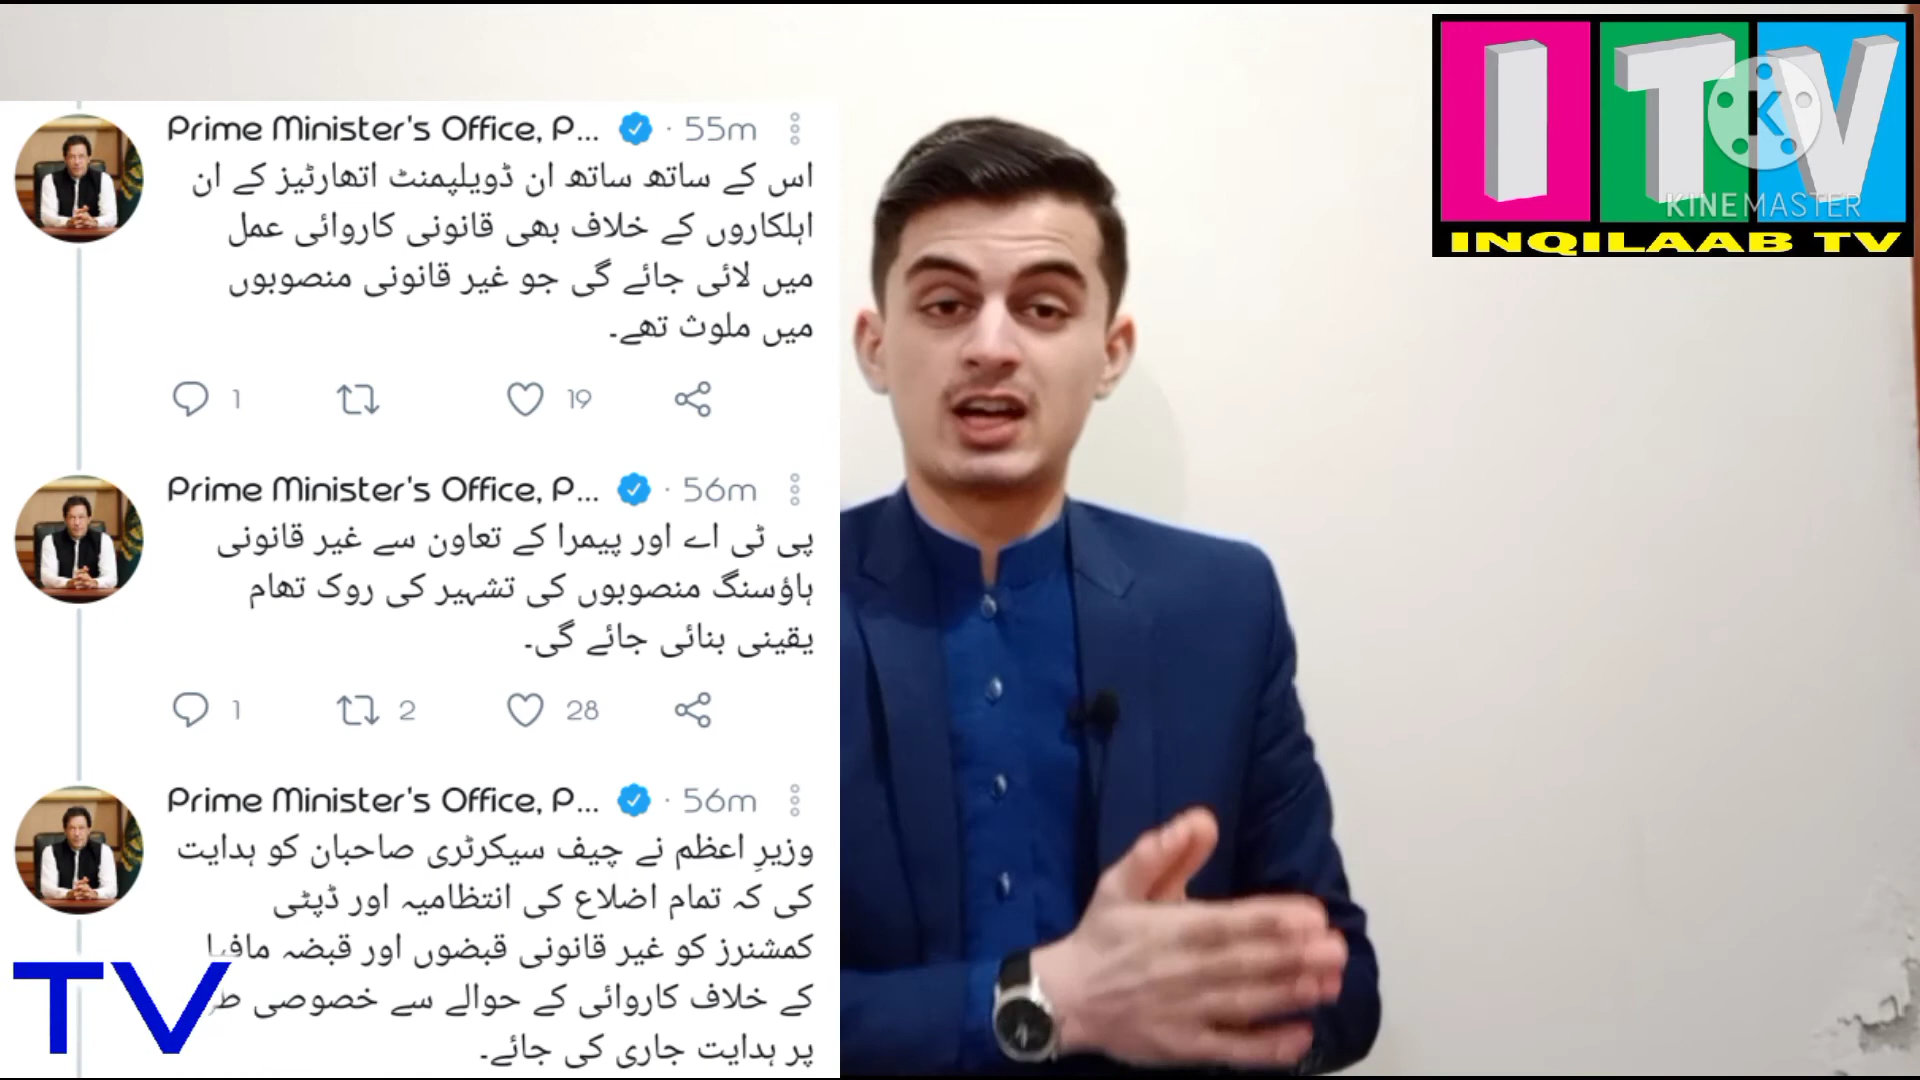 Prime Minister's Office, P... · 55m
اس کے ساتھ ساتھ ان ڈویلپمنٹ اتھارٹیز کے ان
اہلکاروں کے خلاف بھی قانونی کاروائی عمل
میں لائی جائے گی جو غیر قانونی منصوبوں
میں ملوث تھے۔
1 19
Prime Minister's Office, P... · 56m
پی ٹی اے اور پیمرا کے تعاون سے غیر قانونی
ہاؤسنگ منصوبوں کی تشہیر کی روک تھام
یقینی بنائی جائے گی۔
1 2 28
Prime Minister's Office, P... · 56m
وزیرِ اعظم نے چیف سیکرٹری صاحبان کو ہدایت
کی کہ تمام اضلاع کی انتظامیہ اور ڈپٹی
کمشنرز کو غیر قانونی قبضوں اور قبضہ مافیا
کے خلاف کاروائی کے حوالے سے خصوصی
پر ہدایت جاری کی جائے۔
TV
ITV
K
KINEMASTER
INQILAAB TV